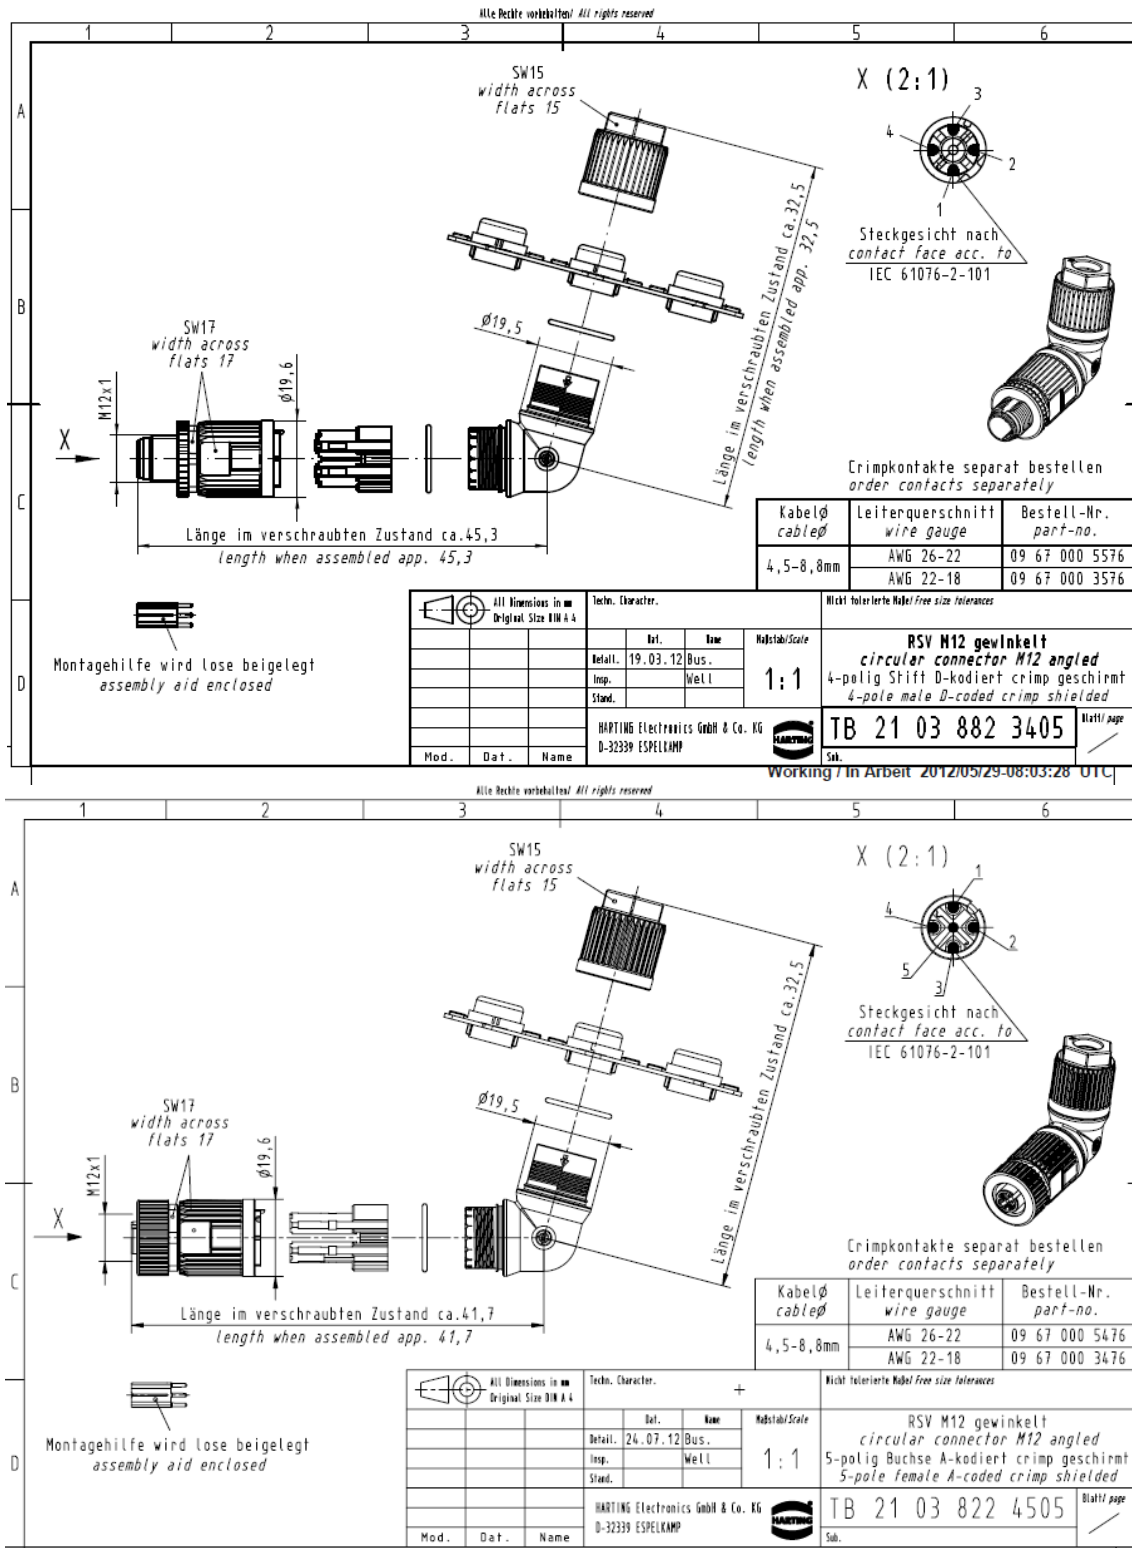 Alle Rechte vorbehalten/ All rights reserved
1 2 3 4 5 6
A
B
C
D
SW15
width across
flats 15
X (2:1)
3
4
2
1
Steckgesicht nach
contact face acc. to
IEC 61076-2-101
Länge im verschraubten Zustand ca.32,5
length when assembled app. 32,5
Ø19,5
SW17
width across
flats 17
M12x1
Ø19,6
X
Länge im verschraubten Zustand ca.45,3
length when assembled app. 45,3
Montagehilfe wird lose beigelegt
assembly aid enclosed
Crimpkontakte separat bestellen
order contacts separately
Kabelø Leiterquerschnitt Bestell-Nr.
cableø wire gauge part-no.
4,5-8,8mm
AWG 26-22 09 67 000 5576
AWG 22-18 09 67 000 3576
All Dimensions in mm
Original Size DIN A 4
Techn. Character.
Nicht tolerierte Maße/ Free size tolerances
Dat. Name
Maßstab/Scale
Detail. 19.03.12 Bus.
Insp. Well
Stand.
1:1
RSV M12 gewinkelt
circular connector M12 angled
4-polig Stift D-kodiert crimp geschirmt
4-pole male D-coded crimp shielded
HARTING Electronics GmbH & Co. KG
D-32339 ESPELKAMP
HARTING
TB 21 03 882 3405
Blatt/ page
Sub.
Mod. Dat. Name
Working / In Arbeit 2012/05/29-08:03:28 UTC
Alle Rechte vorbehalten/ All rights reserved
1 2 3 4 5 6
A
B
C
D
SW15
width across
flats 15
X (2:1)
1
4
2
5
3
Steckgesicht nach
contact face acc. to
IEC 61076-2-101
Länge im verschraubten Zustand ca.32,5
Ø19,5
SW17
width across
flats 17
M12x1
Ø19,6
X
Länge im verschraubten Zustand ca.41,7
length when assembled app. 41,7
Montagehilfe wird lose beigelegt
assembly aid enclosed
Crimpkontakte separat bestellen
order contacts separately
Kabelø Leiterquerschnitt Bestell-Nr.
cableø wire gauge part-no.
4,5-8,8mm
AWG 26-22 09 67 000 5476
AWG 22-18 09 67 000 3476
All Dimensions in mm
Original Size DIN A 4
Techn. Character.
Nicht tolerierte Maße/ Free size tolerances
Dat. Name
Maßstab/Scale
Detail. 24.07.12 Bus.
Insp. Well
Stand.
1:1
RSV M12 gewinkelt
circular connector M12 angled
5-polig Buchse A-kodiert crimp geschirmt
5-pole female A-coded crimp shielded
HARTING Electronics GmbH & Co. KG
D-32339 ESPELKAMP
HARTING
TB 21 03 822 4505
Blatt/ page
Sub.
Mod. Dat. Name